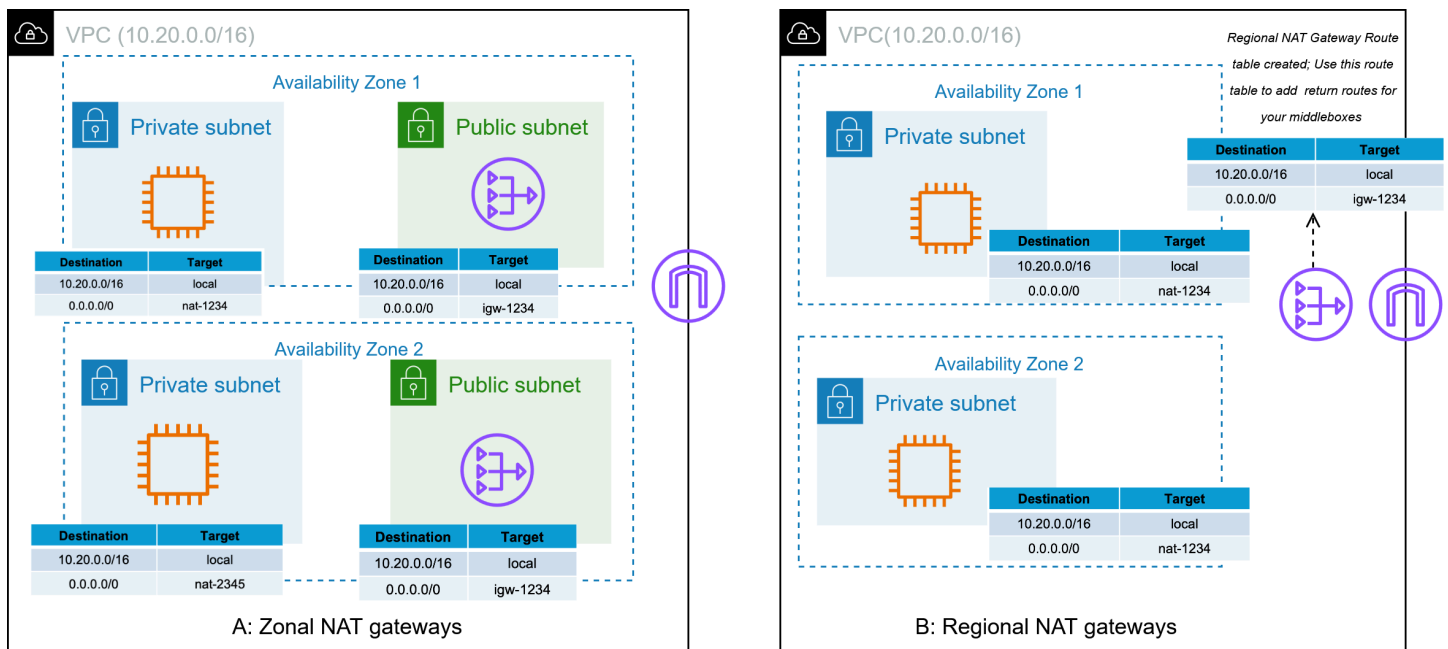 VPC (10.20.0.0/16)
Availability Zone 1
Private subnet
Public subnet
Destination Target
10.20.0.0/16 local
0.0.0.0/0 nat-1234
Destination Target
10.20.0.0/16 local
0.0.0.0/0 igw-1234
Availability Zone 2
Private subnet
Public subnet
Destination Target
10.20.0.0/16 local
0.0.0.0/0 nat-2345
Destination Target
10.20.0.0/16 local
0.0.0.0/0 igw-1234
A: Zonal NAT gateways
VPC(10.20.0.0/16)
Regional NAT Gateway Route
table created; Use this route
table to add return routes for
your middleboxes
Destination Target
10.20.0.0/16 local
0.0.0.0/0 igw-1234
Availability Zone 1
Private subnet
Destination Target
10.20.0.0/16 local
0.0.0.0/0 nat-1234
Availability Zone 2
Private subnet
Destination Target
10.20.0.0/16 local
0.0.0.0/0 nat-1234
B: Regional NAT gateways